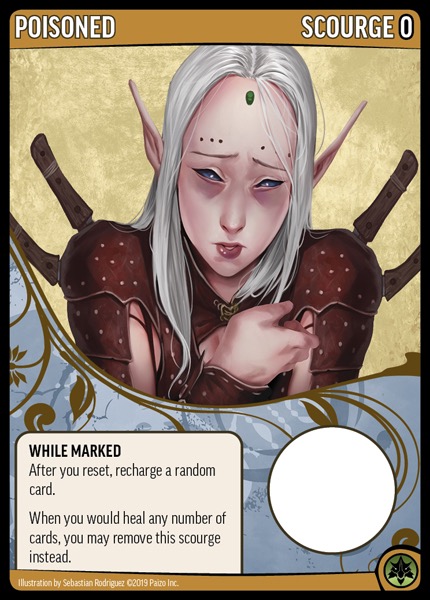 POISONED
SCOURGE 0
WHILE MARKED
After you reset, recharge a random
card.
When you would heal any number of
cards, you may remove this scourge
instead.
Illustration by Sebastian Rodriguez ©2019 Paizo Inc.